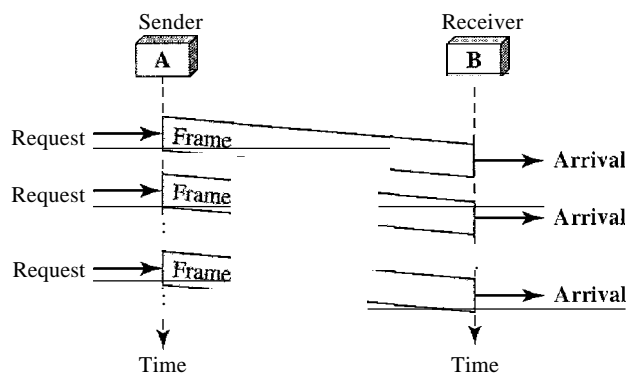 Sender Receiver
A B
Request Frame Arrival
Request Frame Arrival
Request Frame Arrival
Time Time